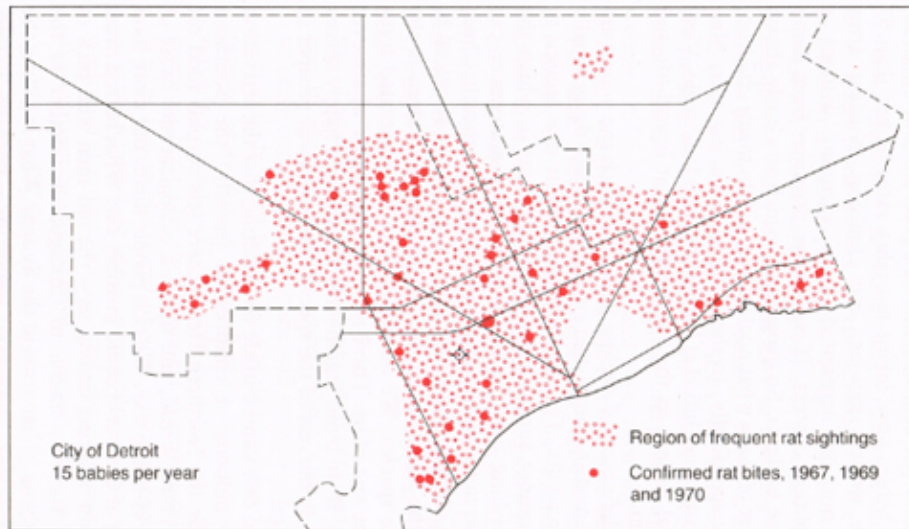 City of Detroit
15 babies per year
Region of frequent rat sightings
Confirmed rat bites, 1967, 1969
and 1970